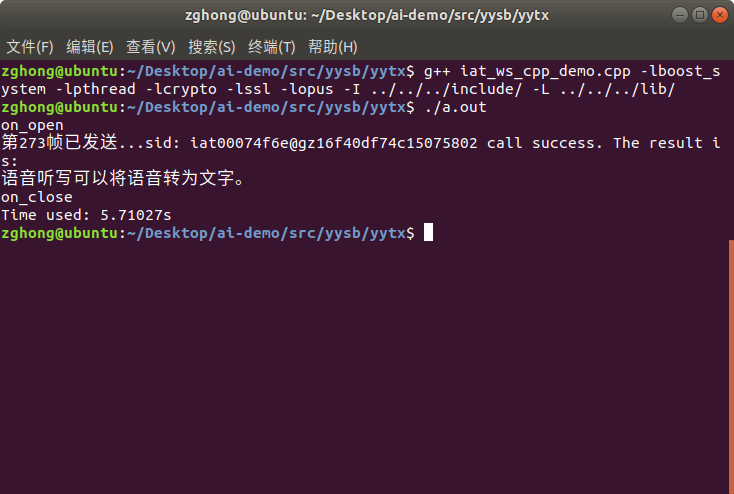 zghong@ubuntu: ~/Desktop/ai-demo/src/yysb/yytx
文件(F) 编辑(E) 查看(V) 搜索(S) 终端(T) 帮助(H)
zghong@ubuntu:~/Desktop/ai-demo/src/yysb/yytx$ g++ iat_ws_cpp_demo.cpp -lboost_s
ystem -lpthread -lcrypto -lssl -lopus -I ../../../include/ -L ../../../lib/
zghong@ubuntu:~/Desktop/ai-demo/src/yysb/yytx$ ./a.out
on_open
第273帧已发送...sid: iat00074f6e@gz16f40df74c15075802 call success. The result i
s:
语音听写可以将语音转为文字。
on_close
Time used: 5.71027s
zghong@ubuntu:~/Desktop/ai-demo/src/yysb/yytx$